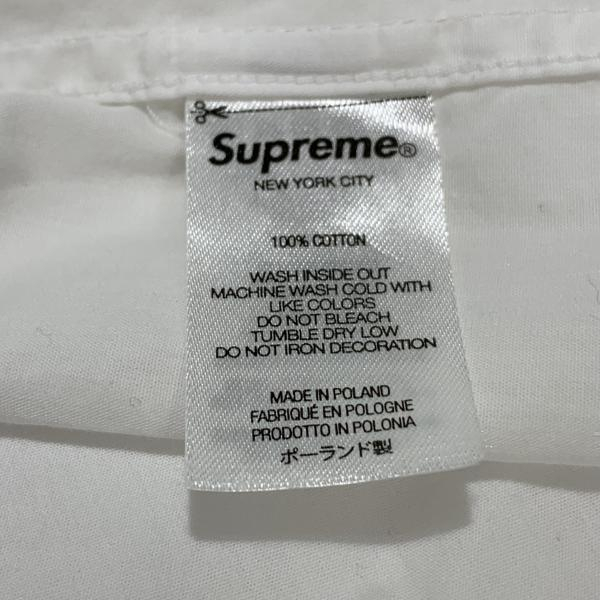 Supreme®
NEW YORK CITY
100% COTTON
WASH INSIDE OUT
MACHINE WASH COLD WITH
LIKE COLORS
DO NOT BLEACH
TUMBLE DRY LOW
DO NOT IRON DECORATION
MADE IN POLAND
FABRIQUÉ EN POLOGNE
PRODOTTO IN POLONIA
ポーランド製